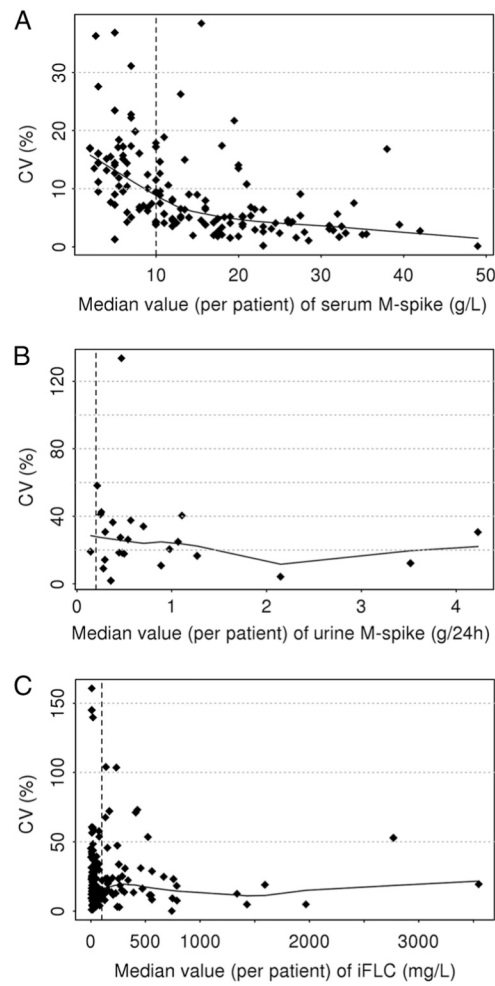 A
CV (%)
0 10 20 30
10 20 30 40 50
Median value (per patient) of serum M-spike (g/L)
B
CV (%)
0 40 80 120
0 1 2 3 4
Median value (per patient) of urine M-spike (g/24h)
C
CV (%)
0 50 100 150
0 500 1000 2000 3000
Median value (per patient) of iFLC (mg/L)